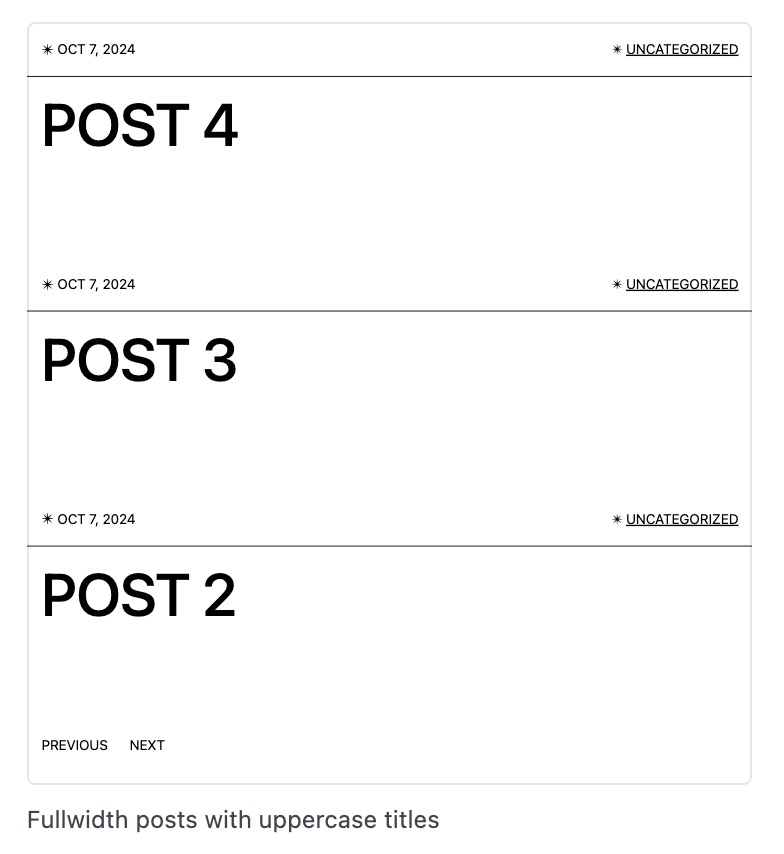 ✴ OCT 7, 2024 ✴ UNCATEGORIZED
POST 4
✴ OCT 7, 2024 ✴ UNCATEGORIZED
POST 3
✴ OCT 7, 2024 ✴ UNCATEGORIZED
POST 2
PREVIOUS NEXT
Fullwidth posts with uppercase titles